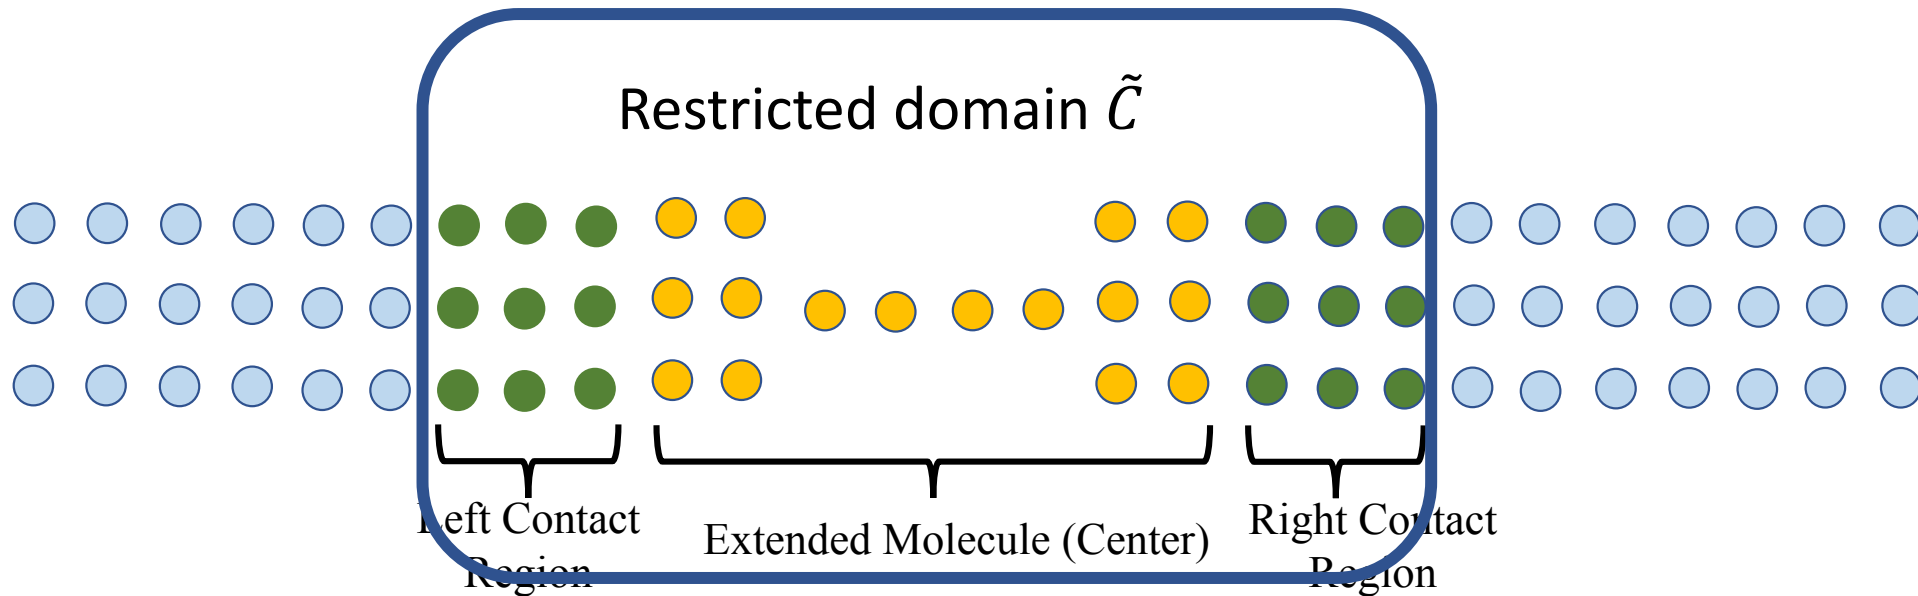 Restricted domain C̃
Left Contact
Region
Extended Molecule (Center)
Right Contact
Region